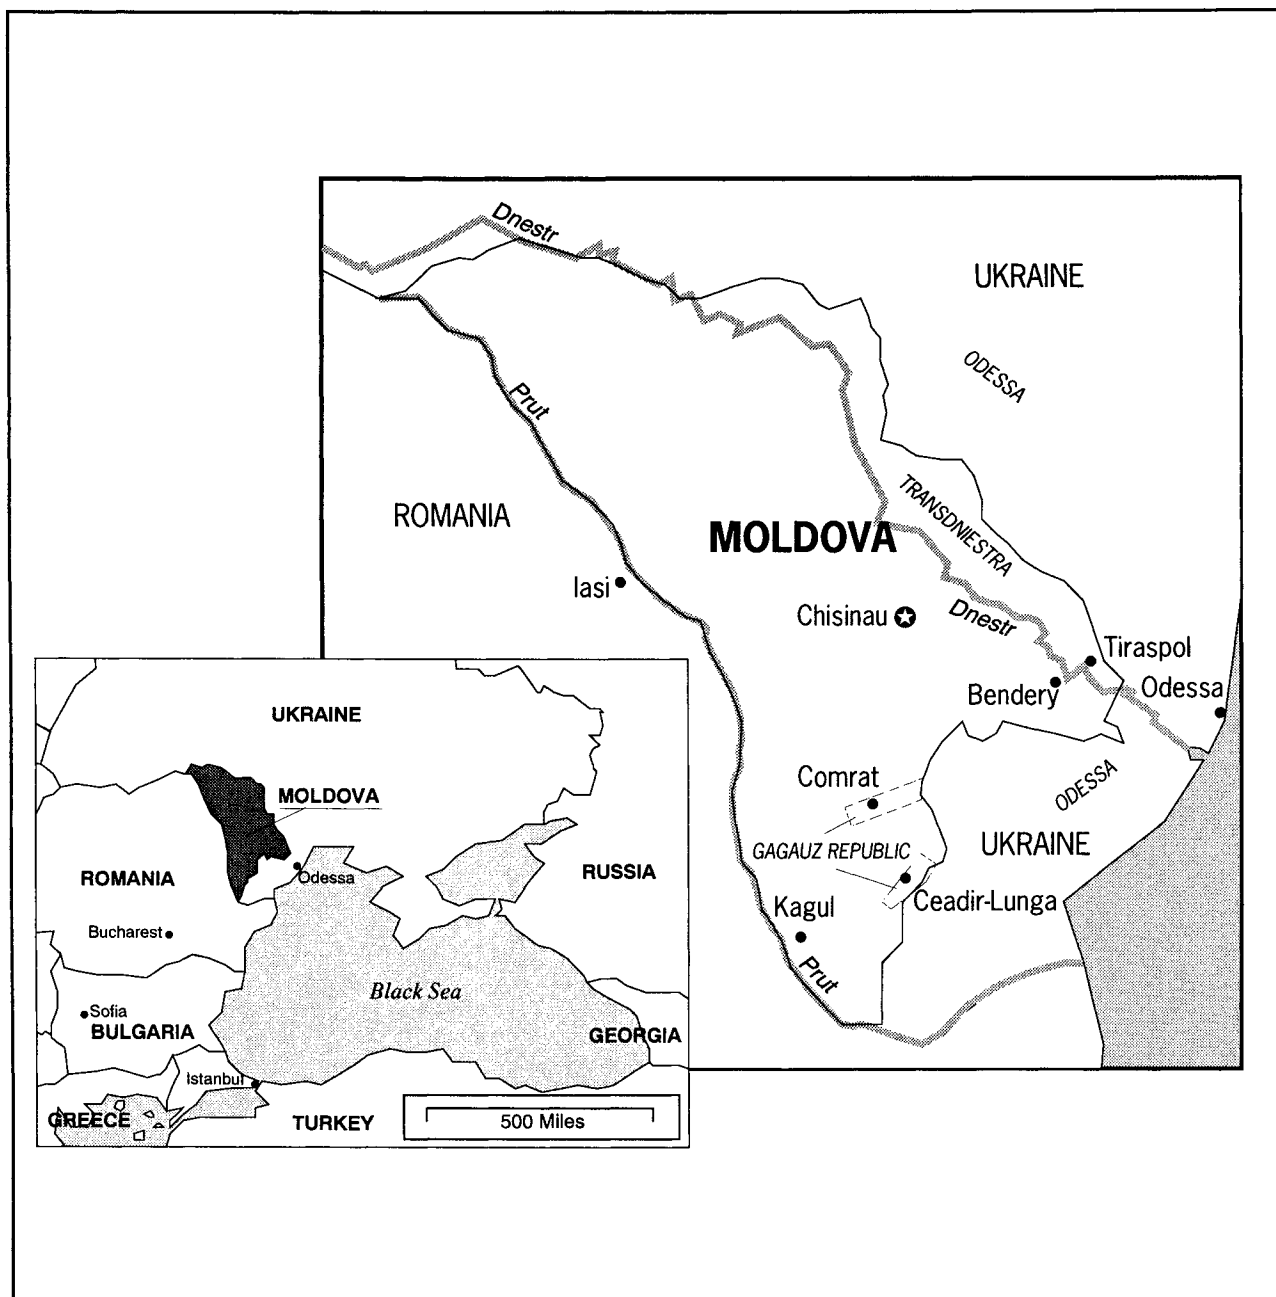 Dnestr
UKRAINE
ODESSA
Prut
ROMANIA
TRANSDNIESTRA
MOLDOVA
Iasi
Chisinau
Dnestr
Tiraspol
Bendery
Odessa
Comrat
ODESSA
GAGAUZ REPUBLIC
UKRAINE
Ceadir-Lunga
Kagul
Prut
UKRAINE
MOLDOVA
ROMANIA
Odessa
RUSSIA
Bucharest
Black Sea
Sofia
BULGARIA
GEORGIA
Istanbul
GREECE
TURKEY
500 Miles